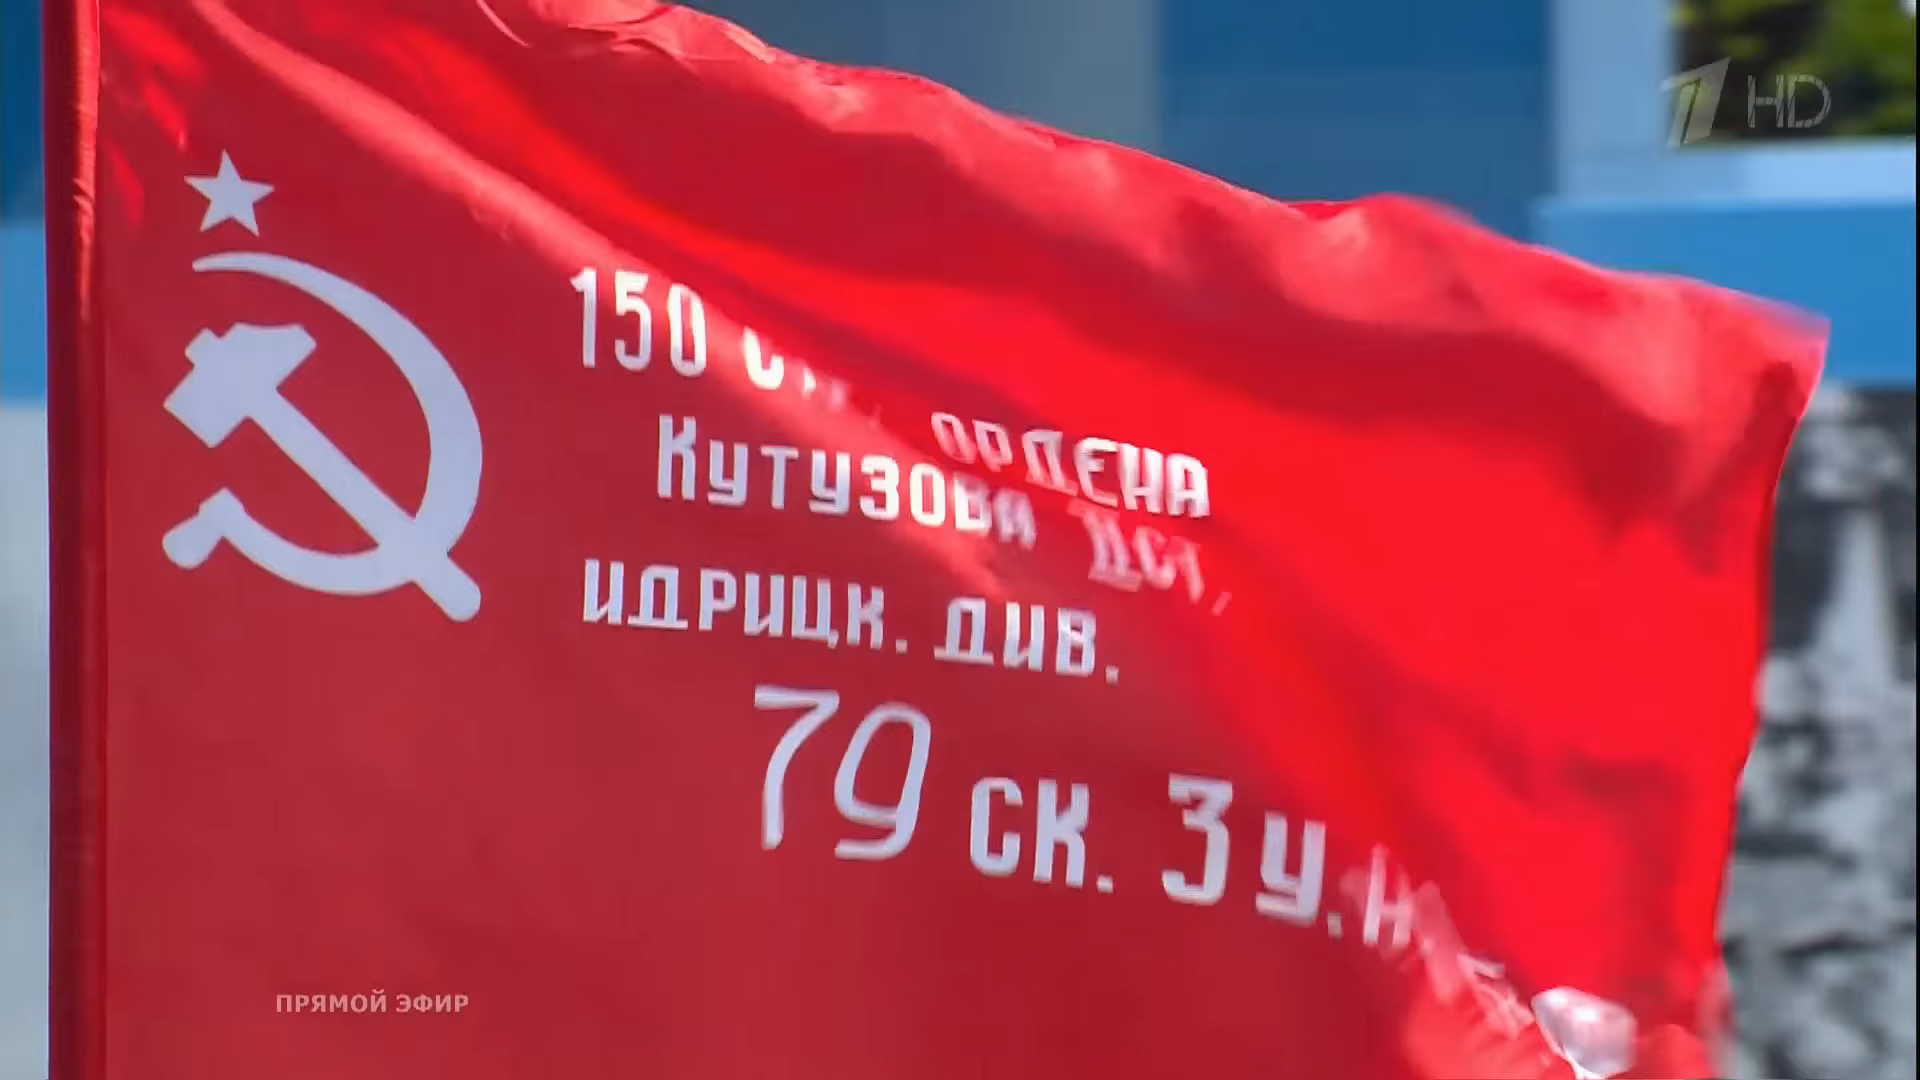 150 ОРДЕНА
КУТУЗОВА
ИДРИЦК. ДИВ.
79 СК. 3 У.
HD
ПРЯМОЙ ЭФИР